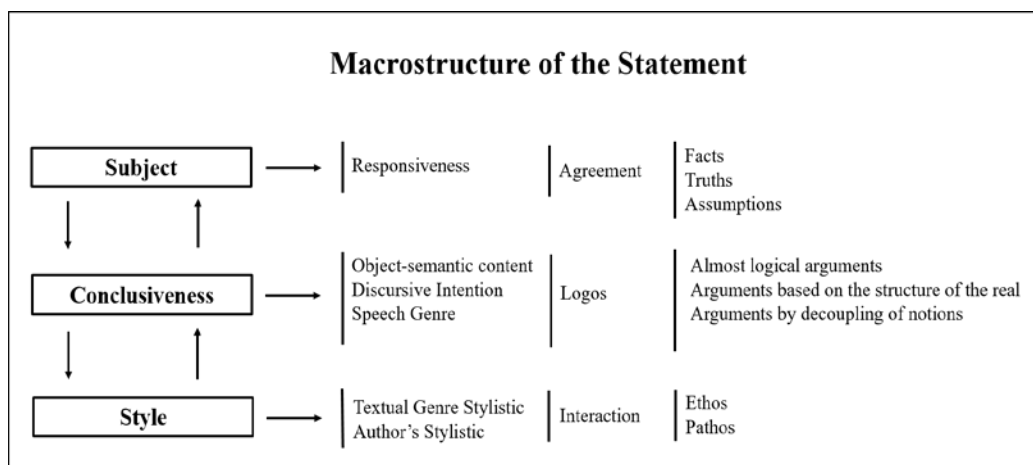 Macrostructure of the Statement
Subject
Responsiveness
Agreement
Facts
Truths
Assumptions
Conclusiveness
Object-semantic content
Discursive Intention
Speech Genre
Logos
Almost logical arguments
Arguments based on the structure of the real
Arguments by decoupling of notions
Style
Textual Genre Stylistic
Author's Stylistic
Interaction
Ethos
Pathos